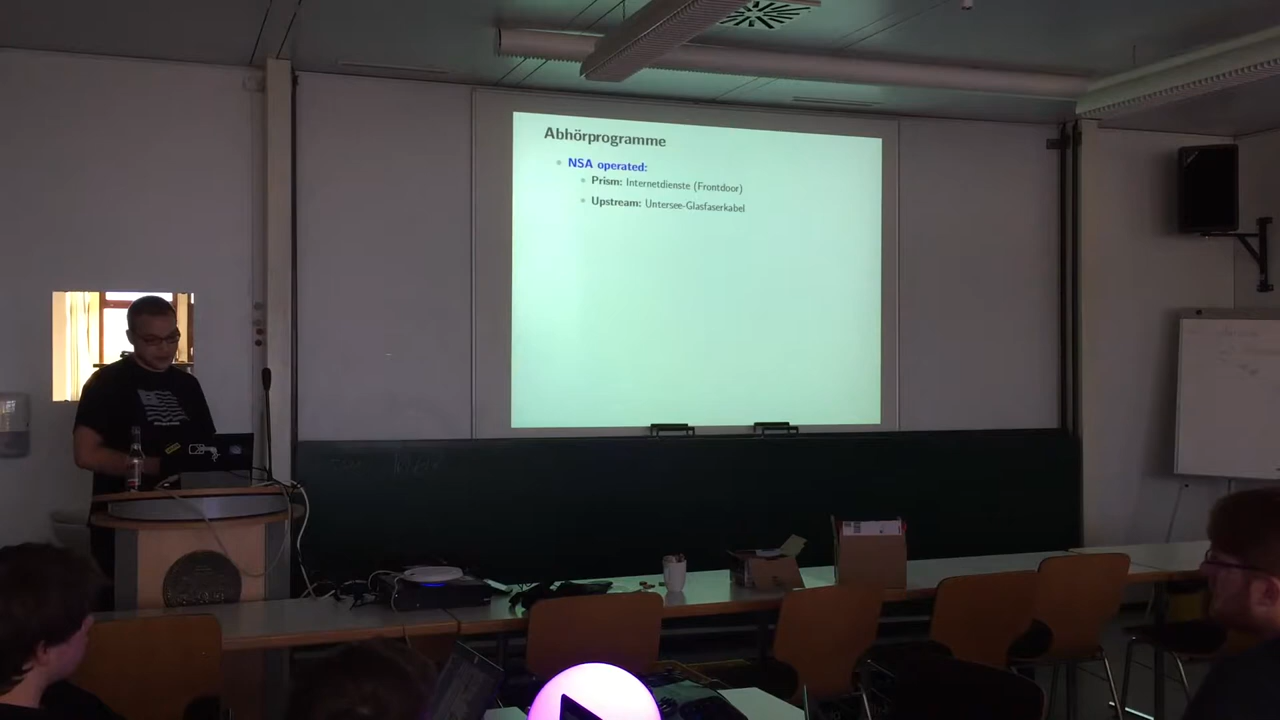 Abhörprogramme
NSA operated:
Prism: Internetdienste (Frontdoor)
Upstream: Untersee-Glasfaserkabel